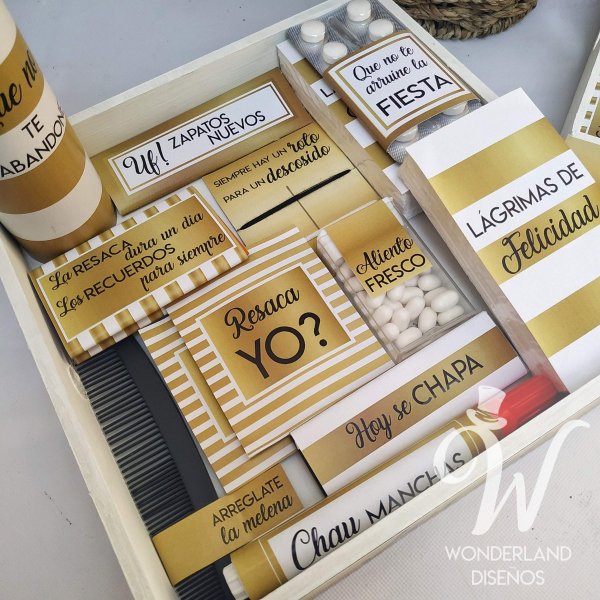 TE
ABANDON
Uf! ZAPATOS
NUEVOS
Que no te
arruine la
FIESTA
SIEMPRE HAY UN roto
PARA UN descosido
LÁGRIMAS DE
Felicidad
La RESACA dura un dia
Los RECUERDOS
para siempre
Aliento
FRESCO
Resaca
YO?
Hoy se CHAPA
ARREGLATE
la melena
Chau MANCHAS
W
WONDERLAND
DISEÑOS